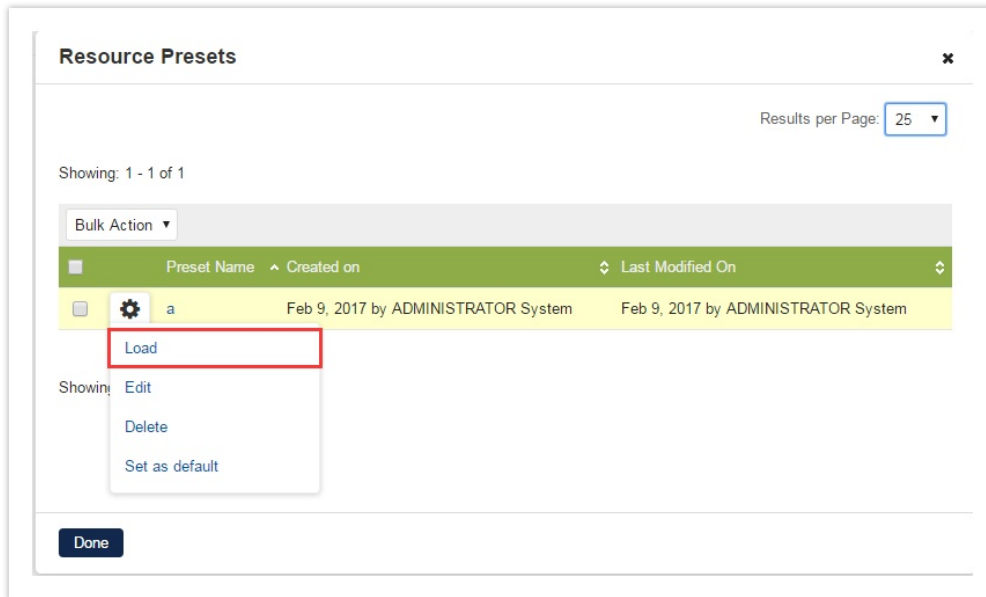 Resource Presets
Results per Page: 25
Showing: 1 - 1 of 1
Bulk Action
Preset Name Created on Last Modified On
a Feb 9, 2017 by ADMINISTRATOR System Feb 9, 2017 by ADMINISTRATOR System
Load
Edit
Delete
Set as default
Done